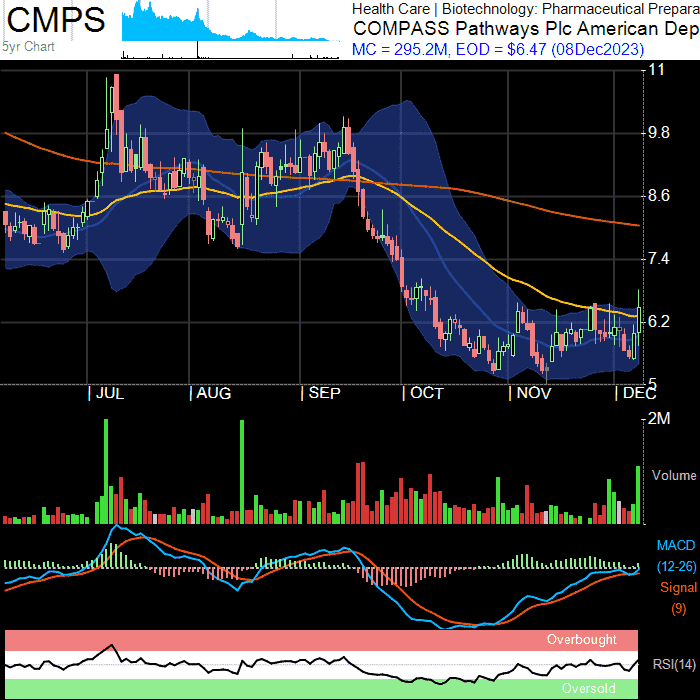 CMPS
5yr Chart
Health Care | Biotechnology: Pharmaceutical Prepara
COMPASS Pathways Plc American Dep
MC = 295.2M, EOD = $6.47 (08Dec2023)
11
9.8
8.6
7.4
6.2
5
| JUL | AUG | SEP | OCT | NOV | DEC
2M
Volume
MACD
(12-26)
Signal
(9)
Overbought
RSI(14)
Oversold